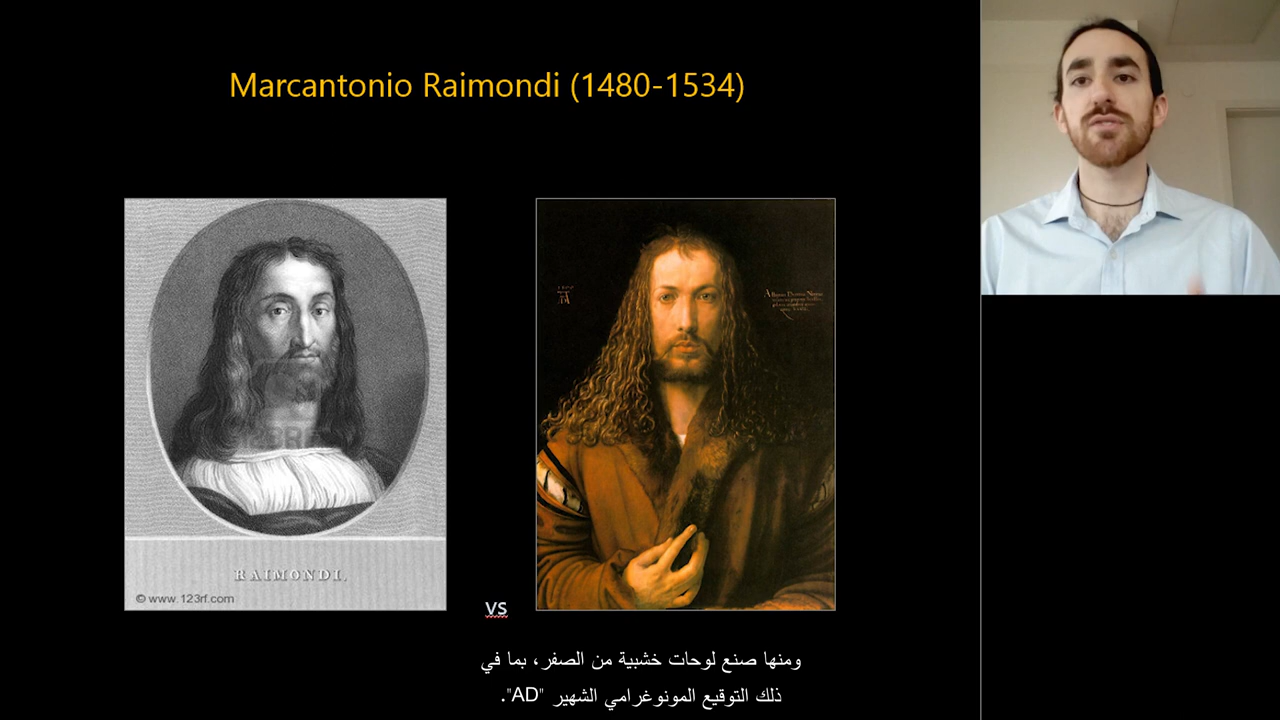 Marcantonio Raimondi (1480-1534)
RAIMONDI.
© www.123rf.com
vs
ومنها صنع لوحات خشبية من الصفر، بما في
ذلك التوقيع المونوغرامي الشهير "AD".